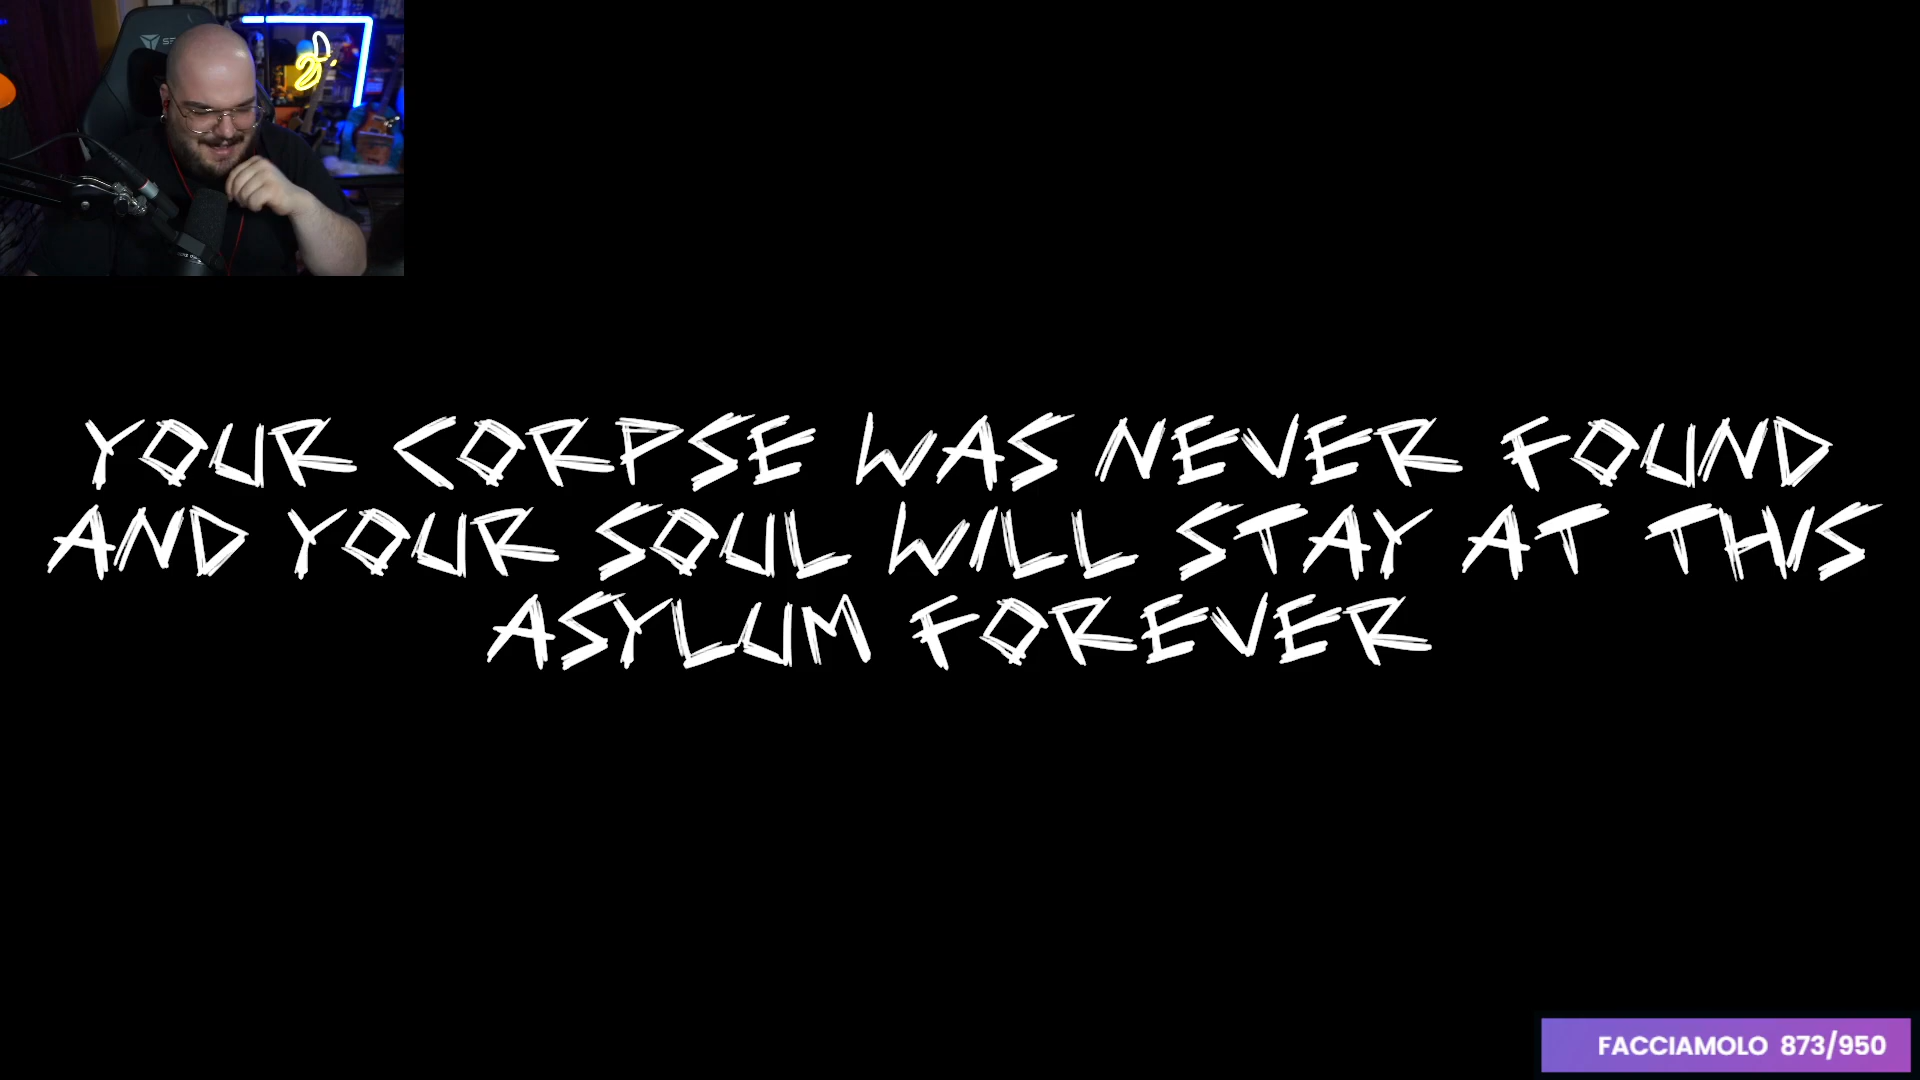 YOUR CORPSE WAS NEVER FOUND
AND YOUR SOUL WILL STAY AT THIS
ASYLUM FOREVER
FACCIAMOLO 873/950